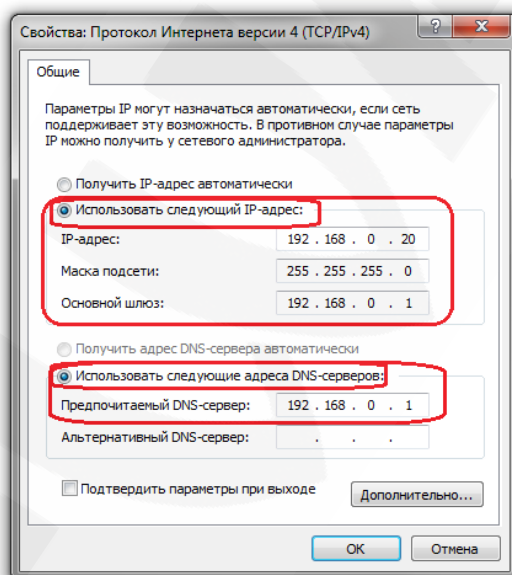 Свойства: Протокол Интернета версии 4 (TCP/IPv4)
?
Общие
Параметры IP могут назначаться автоматически, если сеть
поддерживает эту возможность. В противном случае параметры
IP можно получить у сетевого администратора.
Получить IP-адрес автоматически
Использовать следующий IP-адрес:
IP-адрес: 192 . 168 . 0 . 20
Маска подсети: 255 . 255 . 255 . 0
Основной шлюз: 192 . 168 . 0 . 1
Получить адрес DNS-сервера автоматически
Использовать следующие адреса DNS-серверов:
Предпочитаемый DNS-сервер: 192 . 168 . 0 . 1
Альтернативный DNS-сервер: . . .
Подтвердить параметры при выходе
Дополнительно...
ОК Отмена